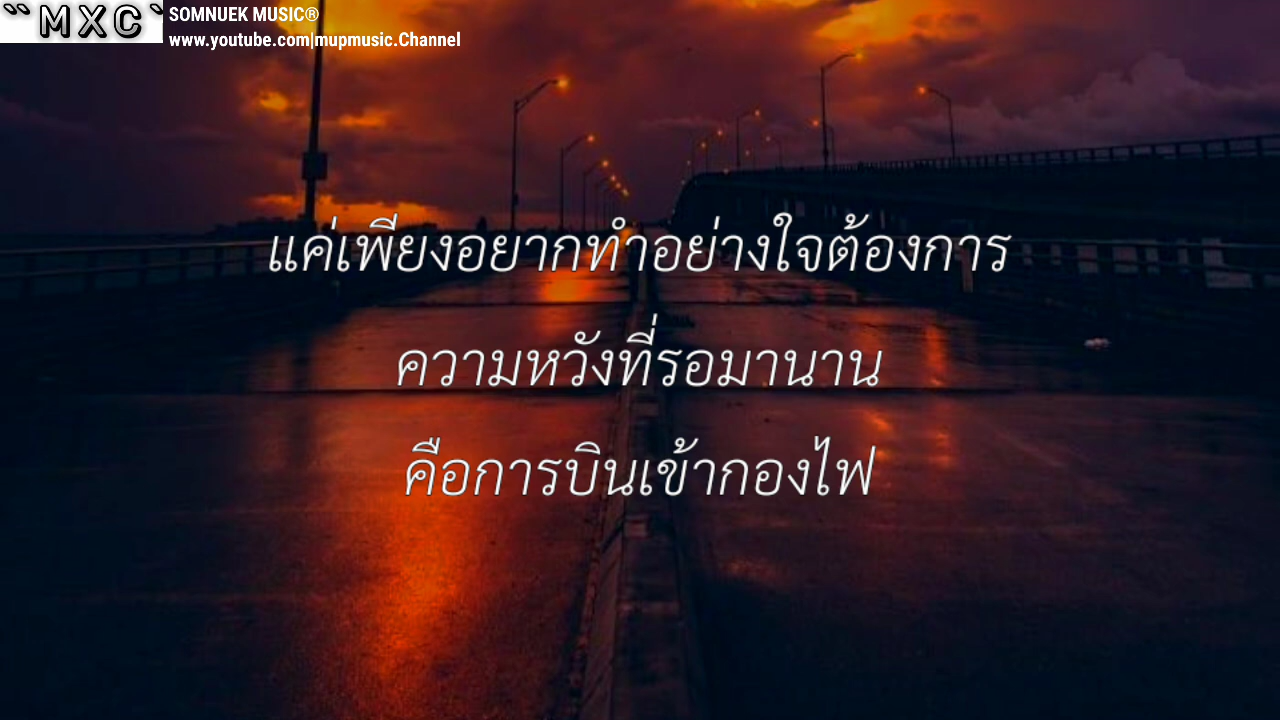 ``MXC`
SOMNUEK MUSIC®
www.youtube.com|mupmusic.Channel
แค่เพียงอยากทำอย่างใจต้องการ
ความหวังที่รอมานาน
คือการบินเข้ากองไฟ